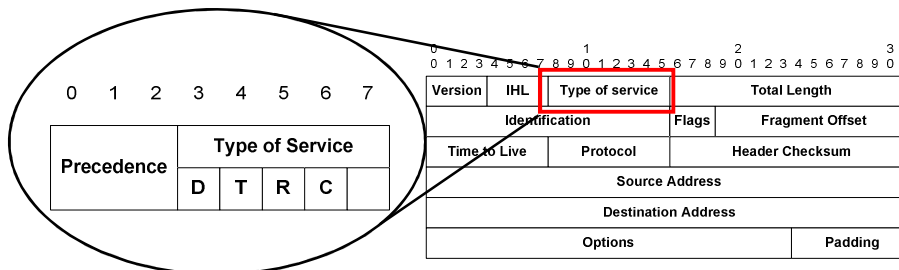 0 1 2 3
0 1 2 3 4 5 6 7 8 9 0 1 2 3 4 5 6 7 8 9 0 1 2 3 5 4 6 7 8 9 0
0 1 2 3 4 5 6 7
Precedence
Type of Service
D T R C
Version IHL Type of service Total Length
Identification Flags Fragment Offset
Time to Live Protocol Header Checksum
Source Address
Destination Address
Options Padding